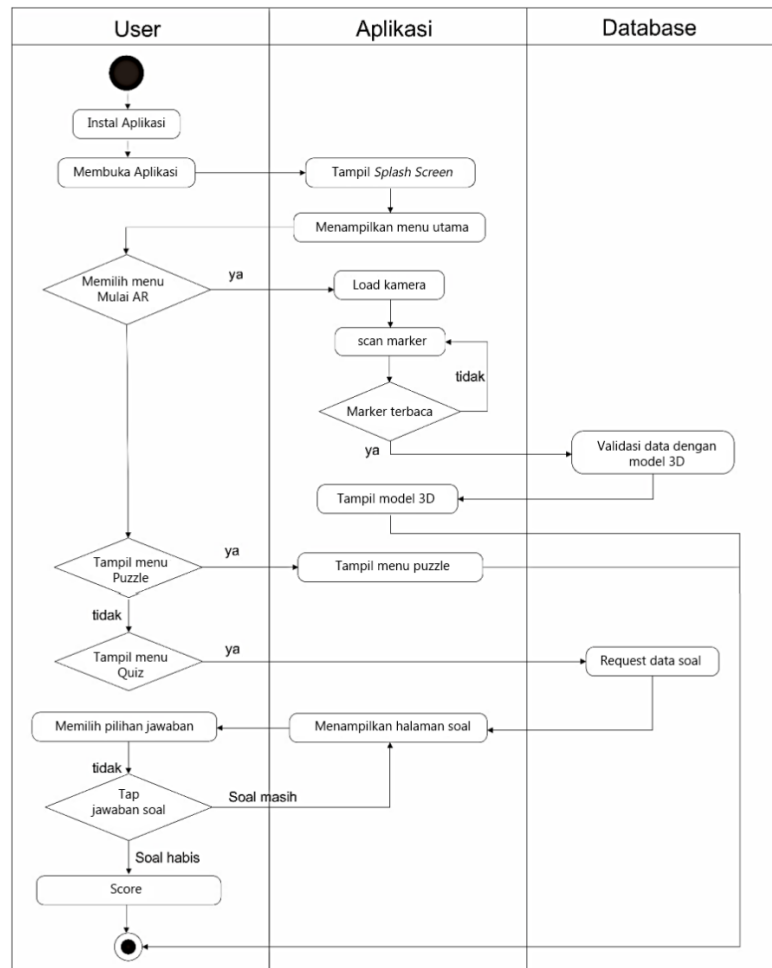 User
Aplikasi
Database
Instal Aplikasi
Membuka Aplikasi
Tampil Splash Screen
Menampilkan menu utama
Memilih menu
Mulai AR
ya
Load kamera
scan marker
tidak
Marker terbaca
ya
Validasi data dengan
model 3D
Tampil model 3D
Tampil menu
Puzzle
ya
Tampil menu puzzle
tidak
Tampil menu
Quiz
ya
Request data soal
Memilih pilihan jawaban
Menampilkan halaman soal
tidak
Tap
jawaban soal
Soal masih
Soal habis
Score